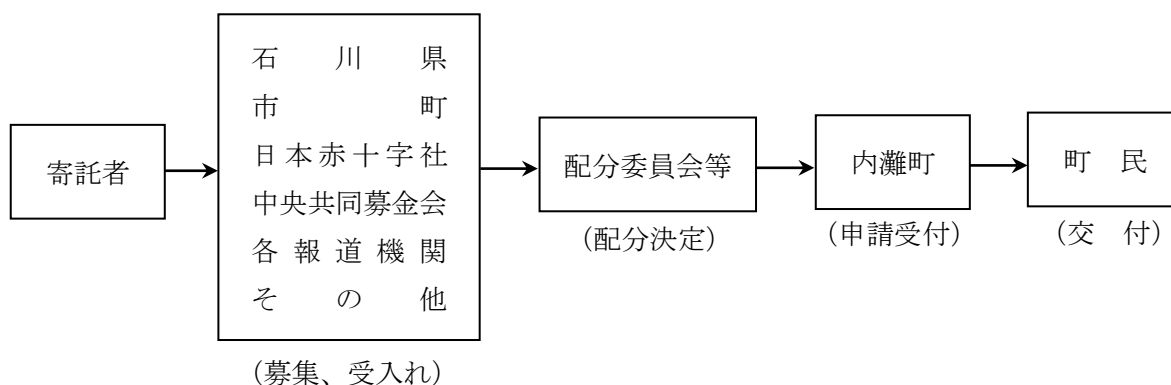 寄託者
石川県
市町
日本赤十字社
中央共同募金会
各報道機関
その他
(募集、受入れ)
配分委員会等
(配分決定)
内灘町
(申請受付)
町 民
(交 付)